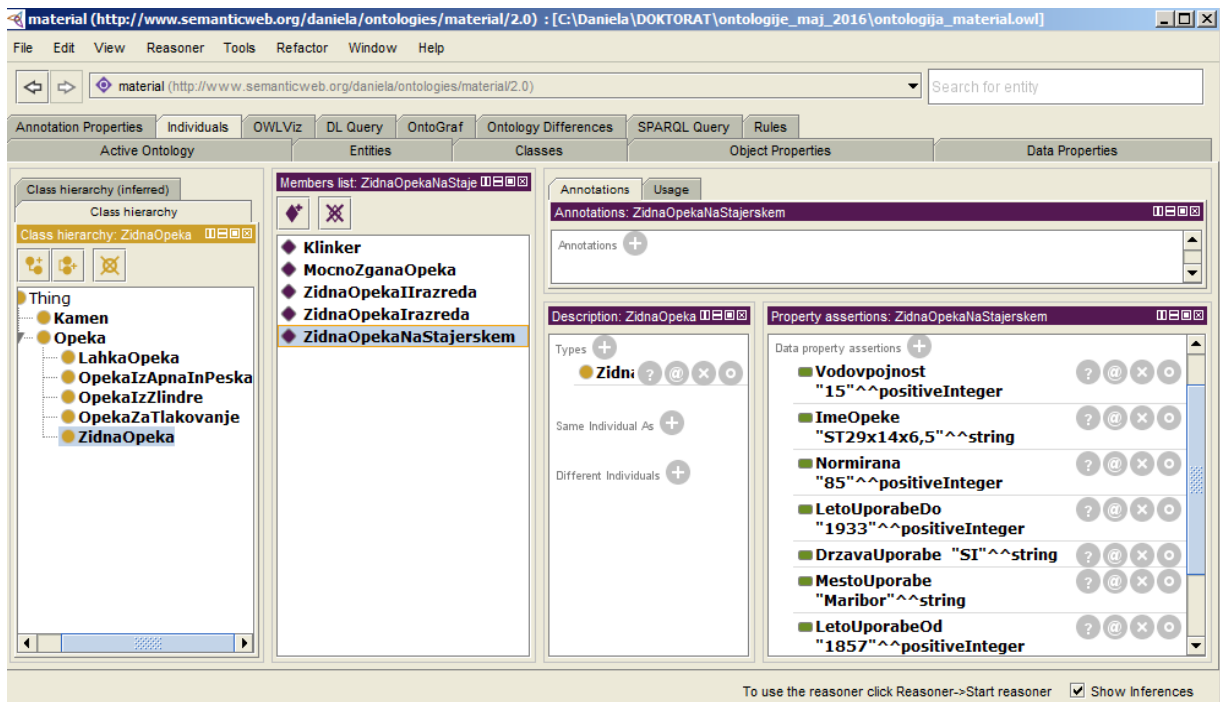 material (http://www.semanticweb.org/daniela/ontologies/material/2.0) : [C:\Daniela\DOKTORAT\ontologije_maj_2016\ontologija_material.owl]
File Edit View Reasoner Tools Refactor Window Help
material (http://www.semanticweb.org/daniela/ontologies/material/2.0)
Search for entity
Annotation Properties Individuals OWLViz DL Query OntoGraf Ontology Differences SPARQL Query Rules
Active Ontology Entities Classes Object Properties Data Properties
Class hierarchy (inferred)
Class hierarchy
Class hierarchy: ZidnaOpeka
Thing
Kamen
Opeka
LahkaOpeka
OpekaIzApnaInPeska
OpekaIzZlindre
OpekaZaTlakovanje
ZidnaOpeka
Members list: ZidnaOpekaNaStaje
Klinker
MocnoZganaOpeka
ZidnaOpekaIIrazreda
ZidnaOpekaIrazreda
ZidnaOpekaNaStajerskem
Annotations Usage
Annotations: ZidnaOpekaNaStajerskem
Annotations
Description: ZidnaOpeka
Types
Zidn
Same Individual As
Different Individuals
Property assertions: ZidnaOpekaNaStajerskem
Data property assertions
Vodovpojnost
"15"^^positiveInteger
ImeOpeke
"ST29x14x6,5"^^string
Normirana
"85"^^positiveInteger
LetoUporabeDo
"1933"^^positiveInteger
DrzavaUporabe "SI"^^string
MestoUporabe
"Maribor"^^string
LetoUporabeOd
"1857"^^positiveInteger
To use the reasoner click Reasoner->Start reasoner Show Inferences